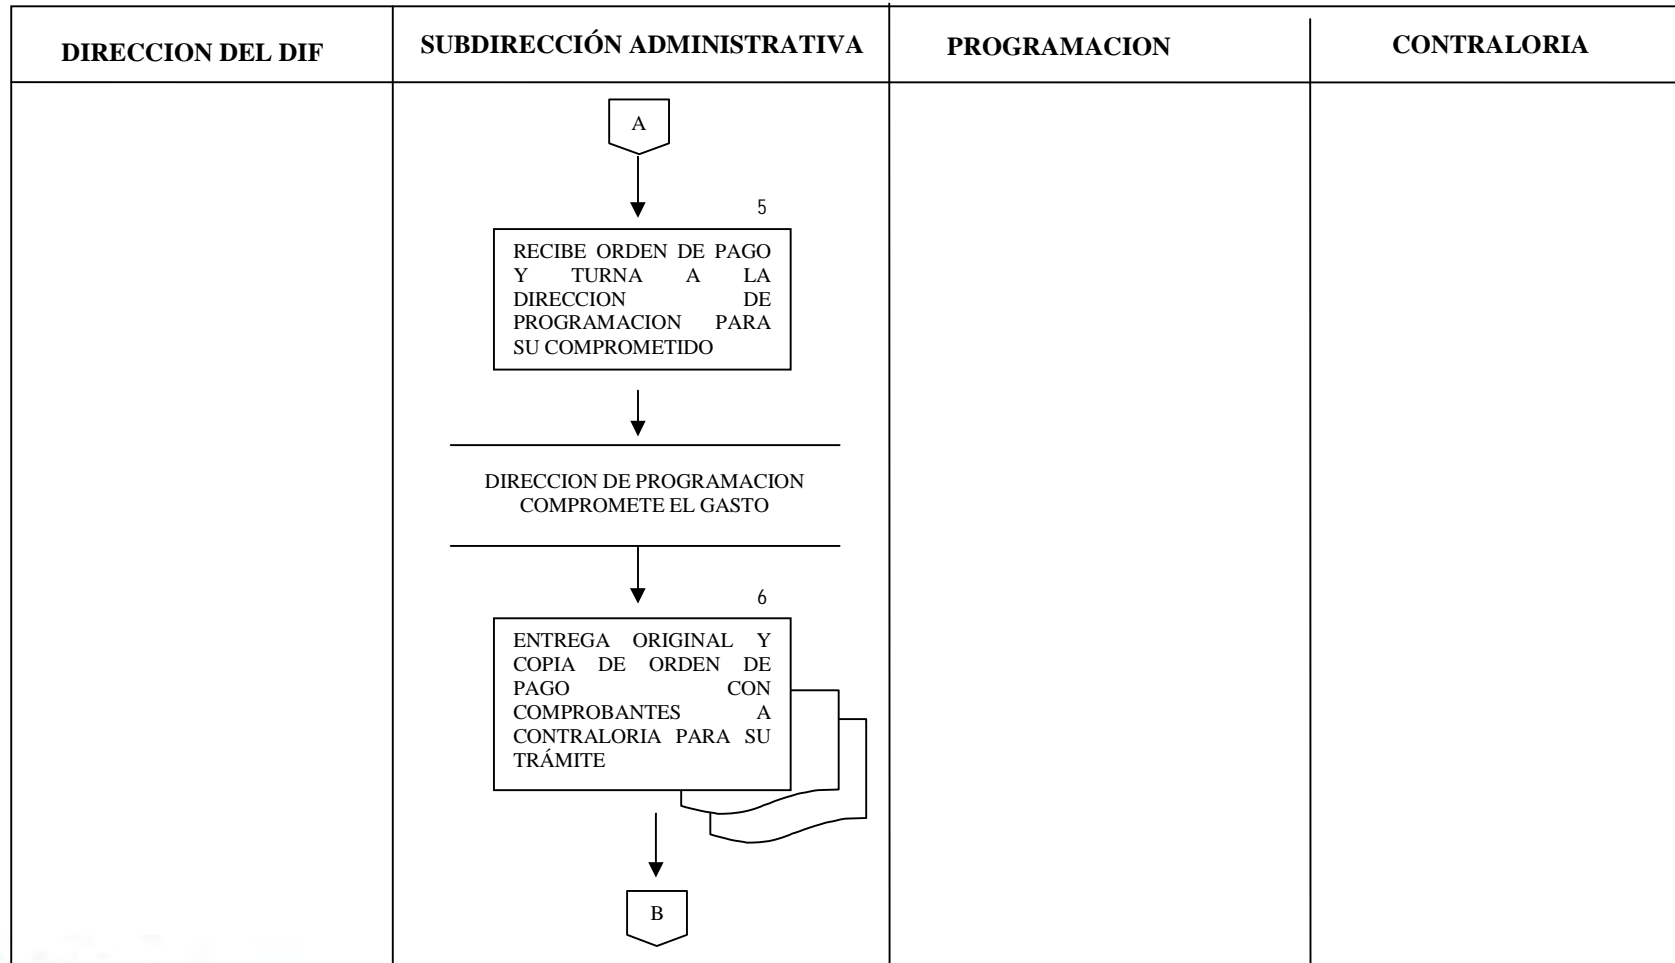 DIRECCION DEL DIF
SUBDIRECCIÓN ADMINISTRATIVA
PROGRAMACION
CONTRALORIA
A
5
RECIBE ORDEN DE PAGO
Y TURNA A LA
DIRECCION DE
PROGRAMACION PARA
SU COMPROMETIDO
DIRECCION DE PROGRAMACION
COMPROMETE EL GASTO
6
ENTREGA ORIGINAL Y
COPIA DE ORDEN DE
PAGO CON
COMPROBANTES A
CONTRALORIA PARA SU
TRÁMITE
B